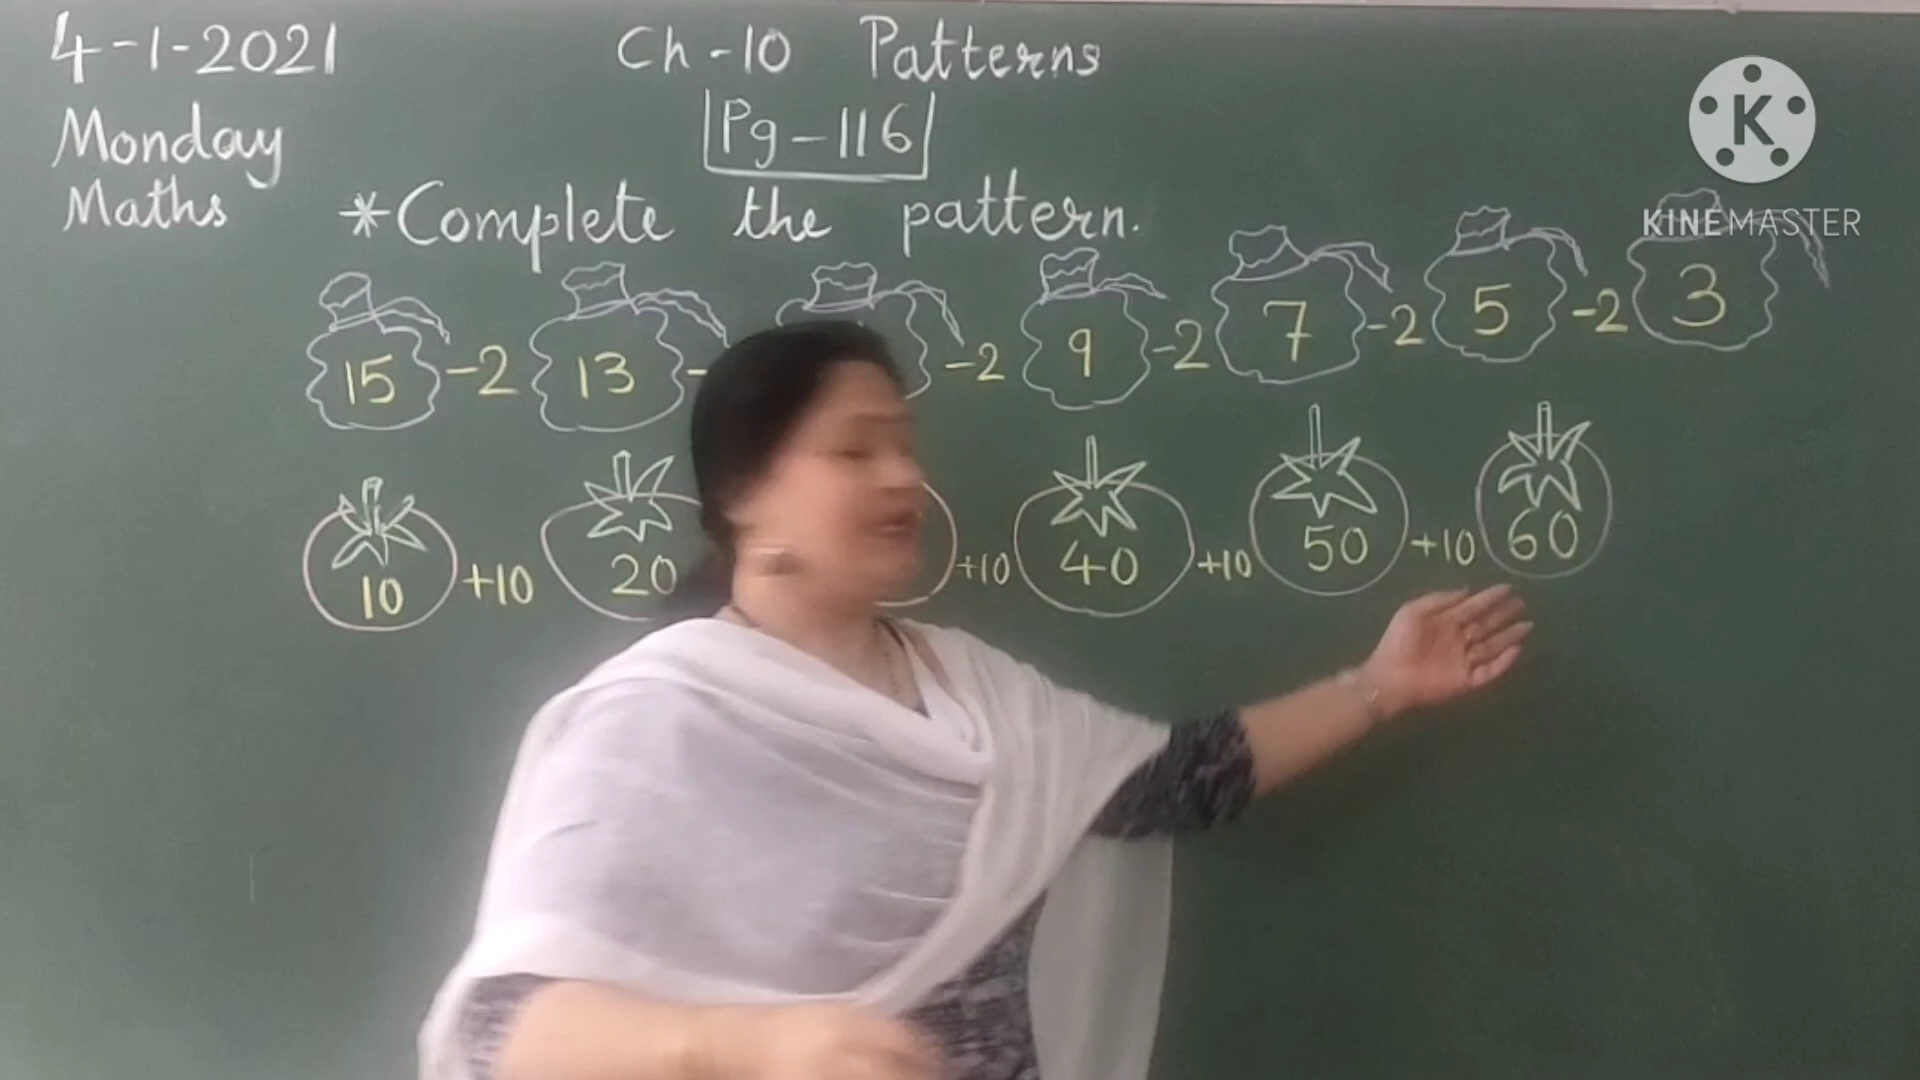 4-1-2021 Ch-10 Patterns
Monday Pg-116
Maths *Complete the pattern.
KINEMASTER
15 -2 13 - -2 9 -2 7 -2 5 -2 3
10 +10 20 +10 40 +10 50 +10 60